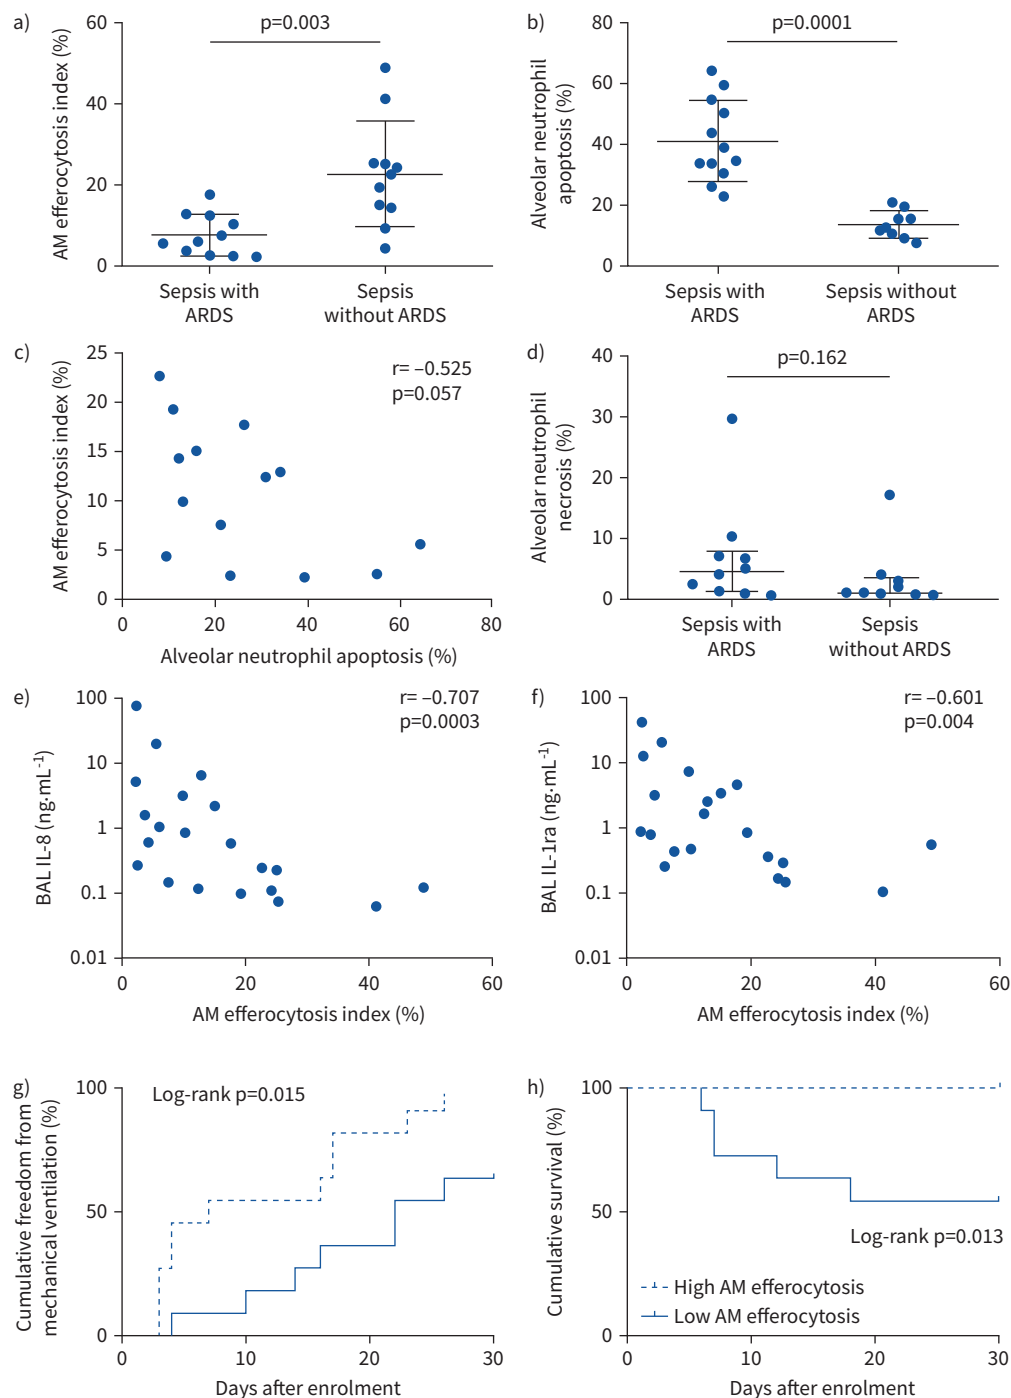 a)
AM efferocytosis index (%)
60
40
20
0
p=0.003
Sepsis with
ARDS
Sepsis
without ARDS
b)
Alveolar neutrophil
apoptosis (%)
80
60
40
20
0
p=0.0001
Sepsis with
ARDS
Sepsis without
ARDS
c)
AM efferocytosis index (%)
25
20
15
10
5
0
r= –0.525
p=0.057
0 20 40 60 80
Alveolar neutrophil apoptosis (%)
d)
Alveolar neutrophil
necrosis (%)
40
30
20
10
0
p=0.162
Sepsis with
ARDS
Sepsis
without ARDS
e)
BAL IL-8 (ng·mL-1)
100
10
1
0.1
0.01
r= –0.707
p=0.0003
0 20 40 60
AM efferocytosis index (%)
f)
BAL IL-1ra (ng·mL-1)
100
10
1
0.1
0.01
r= –0.601
p=0.004
0 20 40 60
AM efferocytosis index (%)
g)
Cumulative freedom from
mechanical ventilation (%)
100
50
0
Log-rank p=0.015
0 10 20 30
Days after enrolment
h)
Cumulative survival (%)
100
50
0
Log-rank p=0.013
High AM efferocytosis
Low AM efferocytosis
0 10 20 30
Days after enrolment